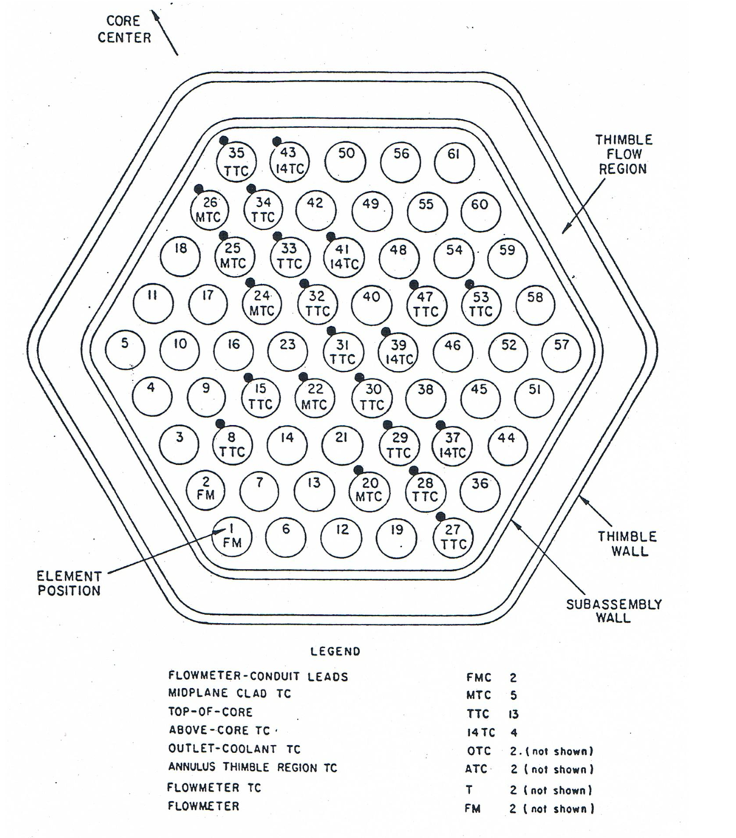 CORE
CENTER
THIMBLE
FLOW
REGION
35 43 50 56 61
TTC 14TC
26 34 42 49 55 60
MTC TTC
18 25 33 41 48 54 59
MTC TTC 14TC
11 17 24 32 40 47 53 58
MTC TTC TTC TTC
5 10 16 23 31 39 46 52 57
TTC 14TC
4 9 15 22 30 38 45 51
TTC MTC TTC
3 8 14 21 29 37 44
TTC TTC 14TC
2 7 13 20 28 36
FM MTC TTC
1 6 12 19 27
FM TTC
THIMBLE
WALL
ELEMENT
POSITION
SUBASSEMBLY
WALL
LEGEND
FLOWMETER-CONDUIT LEADS FMC 2
MIDPLANE CLAD TC MTC 5
TOP-OF-CORE TTC 13
ABOVE-CORE TC 14TC 4
OUTLET-COOLANT TC OTC 2. (not shown)
ANNULUS THIMBLE REGION TC ATC 2 (not shown)
FLOWMETER TC T 2 (not shown)
FLOWMETER FM 2 (not shown)